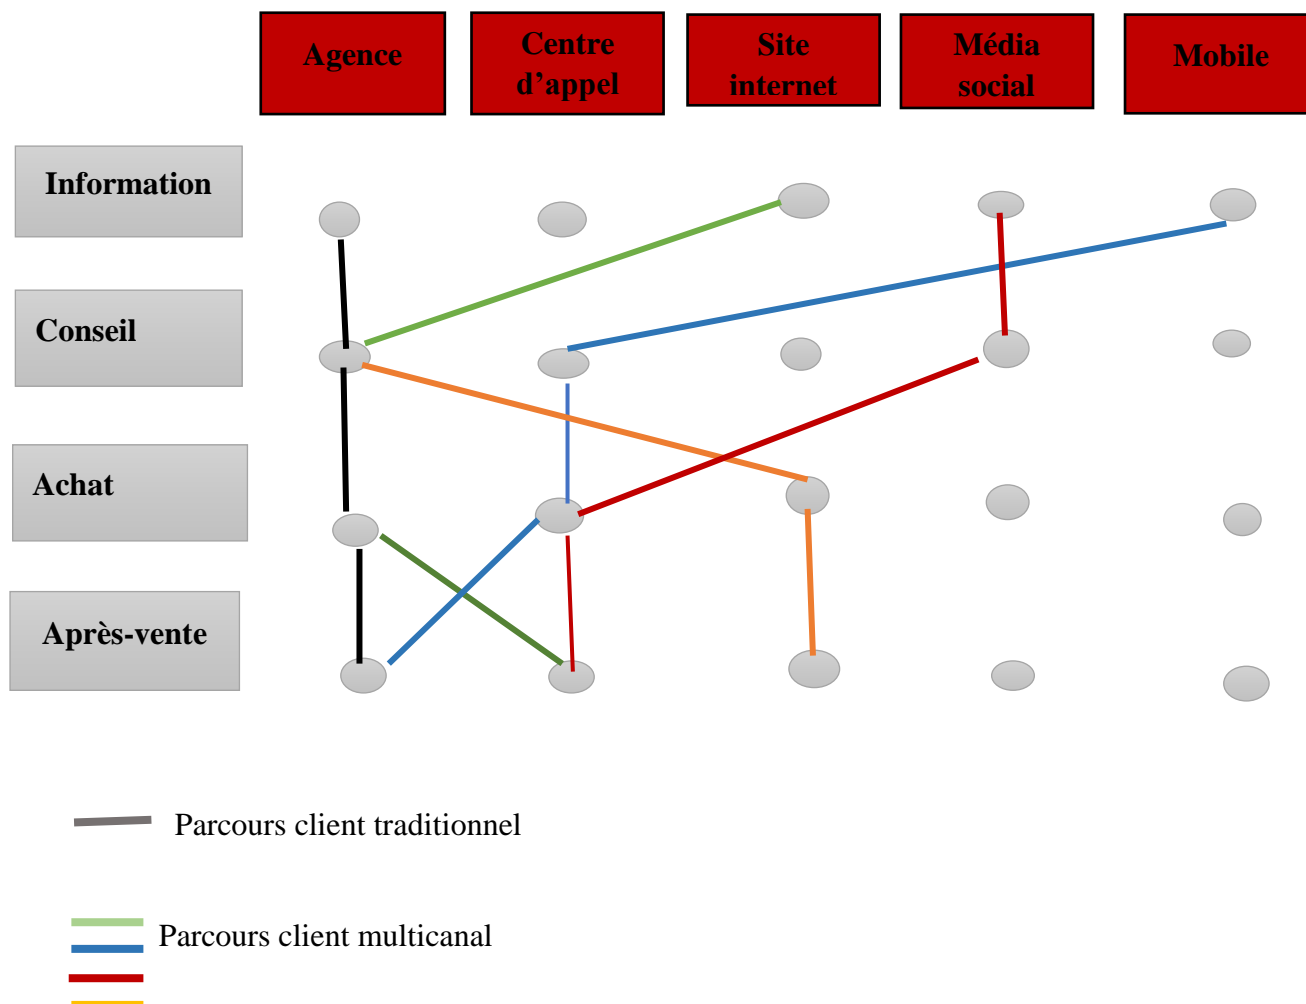 Agence
Centre
d’appel
Site
internet
Média
social
Mobile
Information
Conseil
Achat
Après-vente
Parcours client traditionnel
Parcours client multicanal